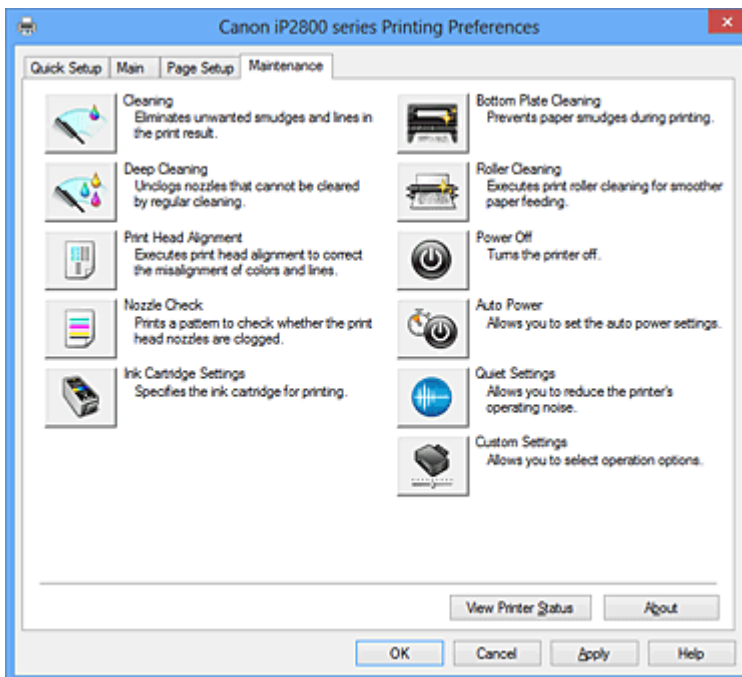 Canon iP2800 series Printing Preferences
Quick Setup Main Page Setup Maintenance
Cleaning
Eliminates unwanted smudges and lines in
the print result.
Deep Cleaning
Unclogs nozzles that cannot be cleared
by regular cleaning.
Print Head Alignment
Executes print head alignment to correct
the misalignment of colors and lines.
Nozzle Check
Prints a pattern to check whether the print
head nozzles are clogged.
Ink Cartridge Settings
Specifies the ink cartridge for printing.
Bottom Plate Cleaning
Prevents paper smudges during printing.
Roller Cleaning
Executes print roller cleaning for smoother
paper feeding.
Power Off
Turns the printer off.
Auto Power
Allows you to set the auto power settings.
Quiet Settings
Allows you to reduce the printer's
operating noise.
Custom Settings
Allows you to select operation options.
View Printer Status About
OK Cancel Apply Help